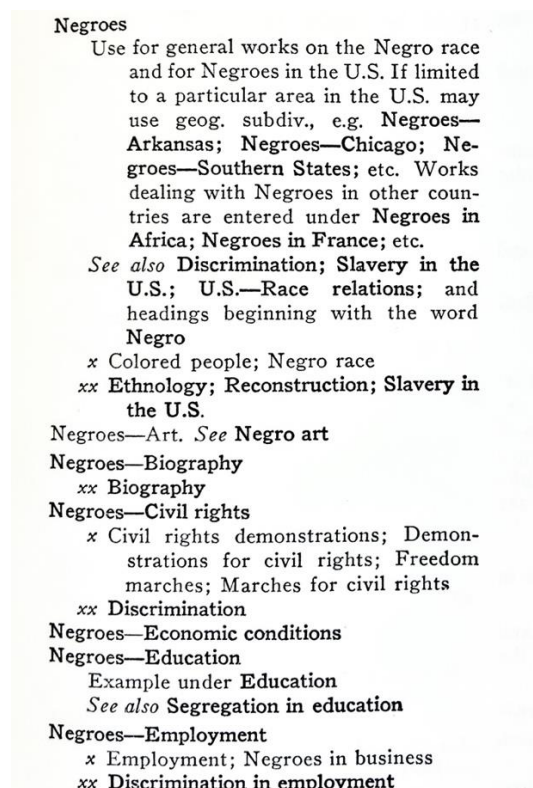 Negroes
Use for general works on the Negro race
and for Negroes in the U.S. If limited
to a particular area in the U.S. may
use geog. subdiv., e.g. Negroes—
Arkansas; Negroes—Chicago; Ne-
groes—Southern States; etc. Works
dealing with Negroes in other coun-
tries are entered under Negroes in
Africa; Negroes in France; etc.
See also Discrimination; Slavery in the
U.S.; U.S.—Race relations; and
headings beginning with the word
Negro
x Colored people; Negro race
xx Ethnology; Reconstruction; Slavery in
the U.S.
Negroes—Art. See Negro art
Negroes—Biography
xx Biography
Negroes—Civil rights
x Civil rights demonstrations; Demon-
strations for civil rights; Freedom
marches; Marches for civil rights
xx Discrimination
Negroes—Economic conditions
Negroes—Education
Example under Education
See also Segregation in education
Negroes—Employment
x Employment; Negroes in business
xx Discrimination in employment